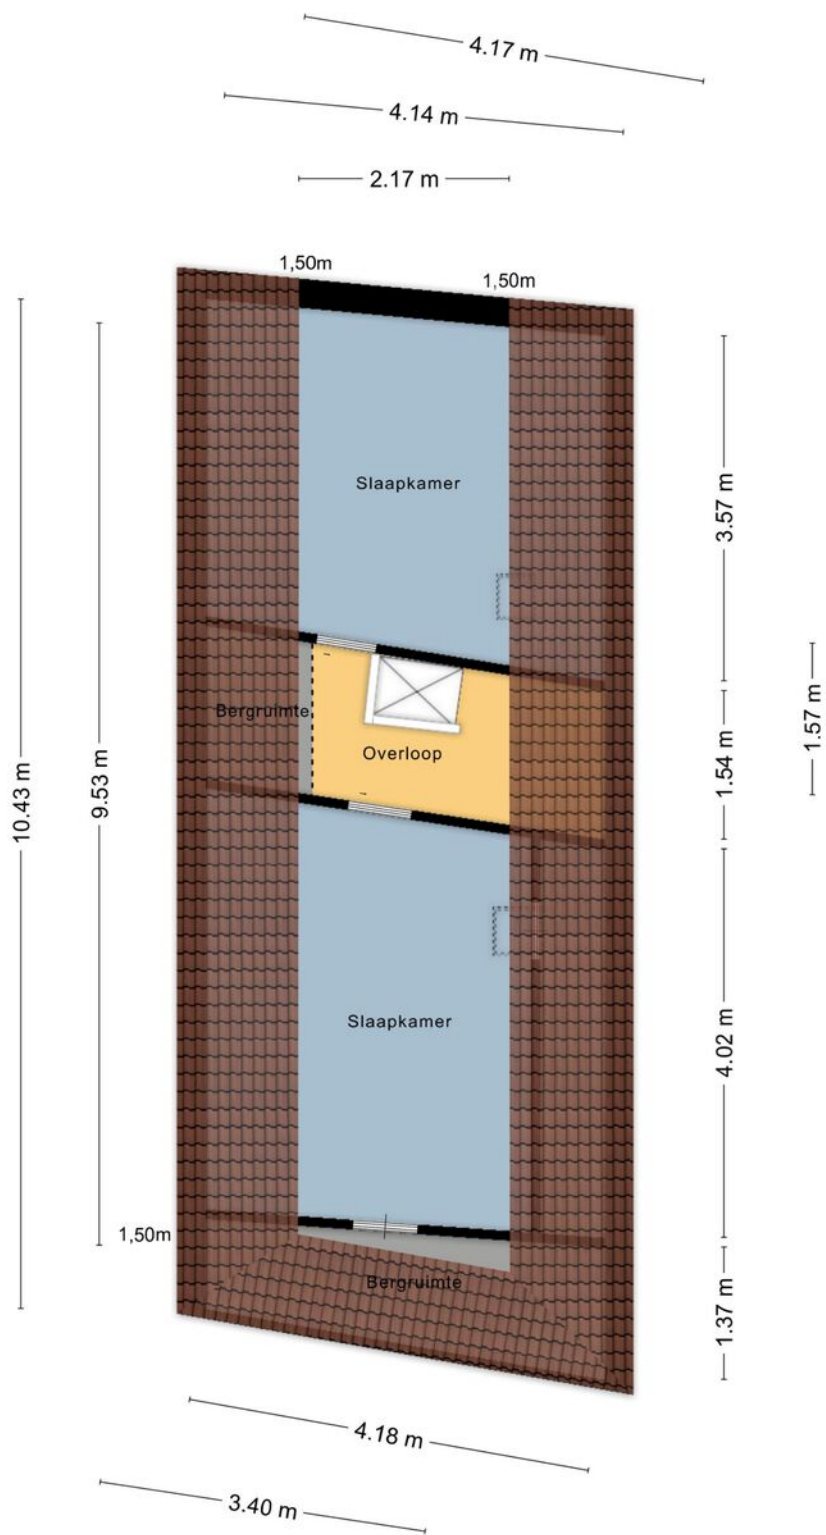 4.17 m
4.14 m
2.17 m
1,50m
1,50m
Slaapkamer
3.57 m
Bergruimte
1.57 m
Overloop
1.54 m
10.43 m
9.53 m
Slaapkamer
4.02 m
1,50m
Bergruimte
1.37 m
4.18 m
3.40 m